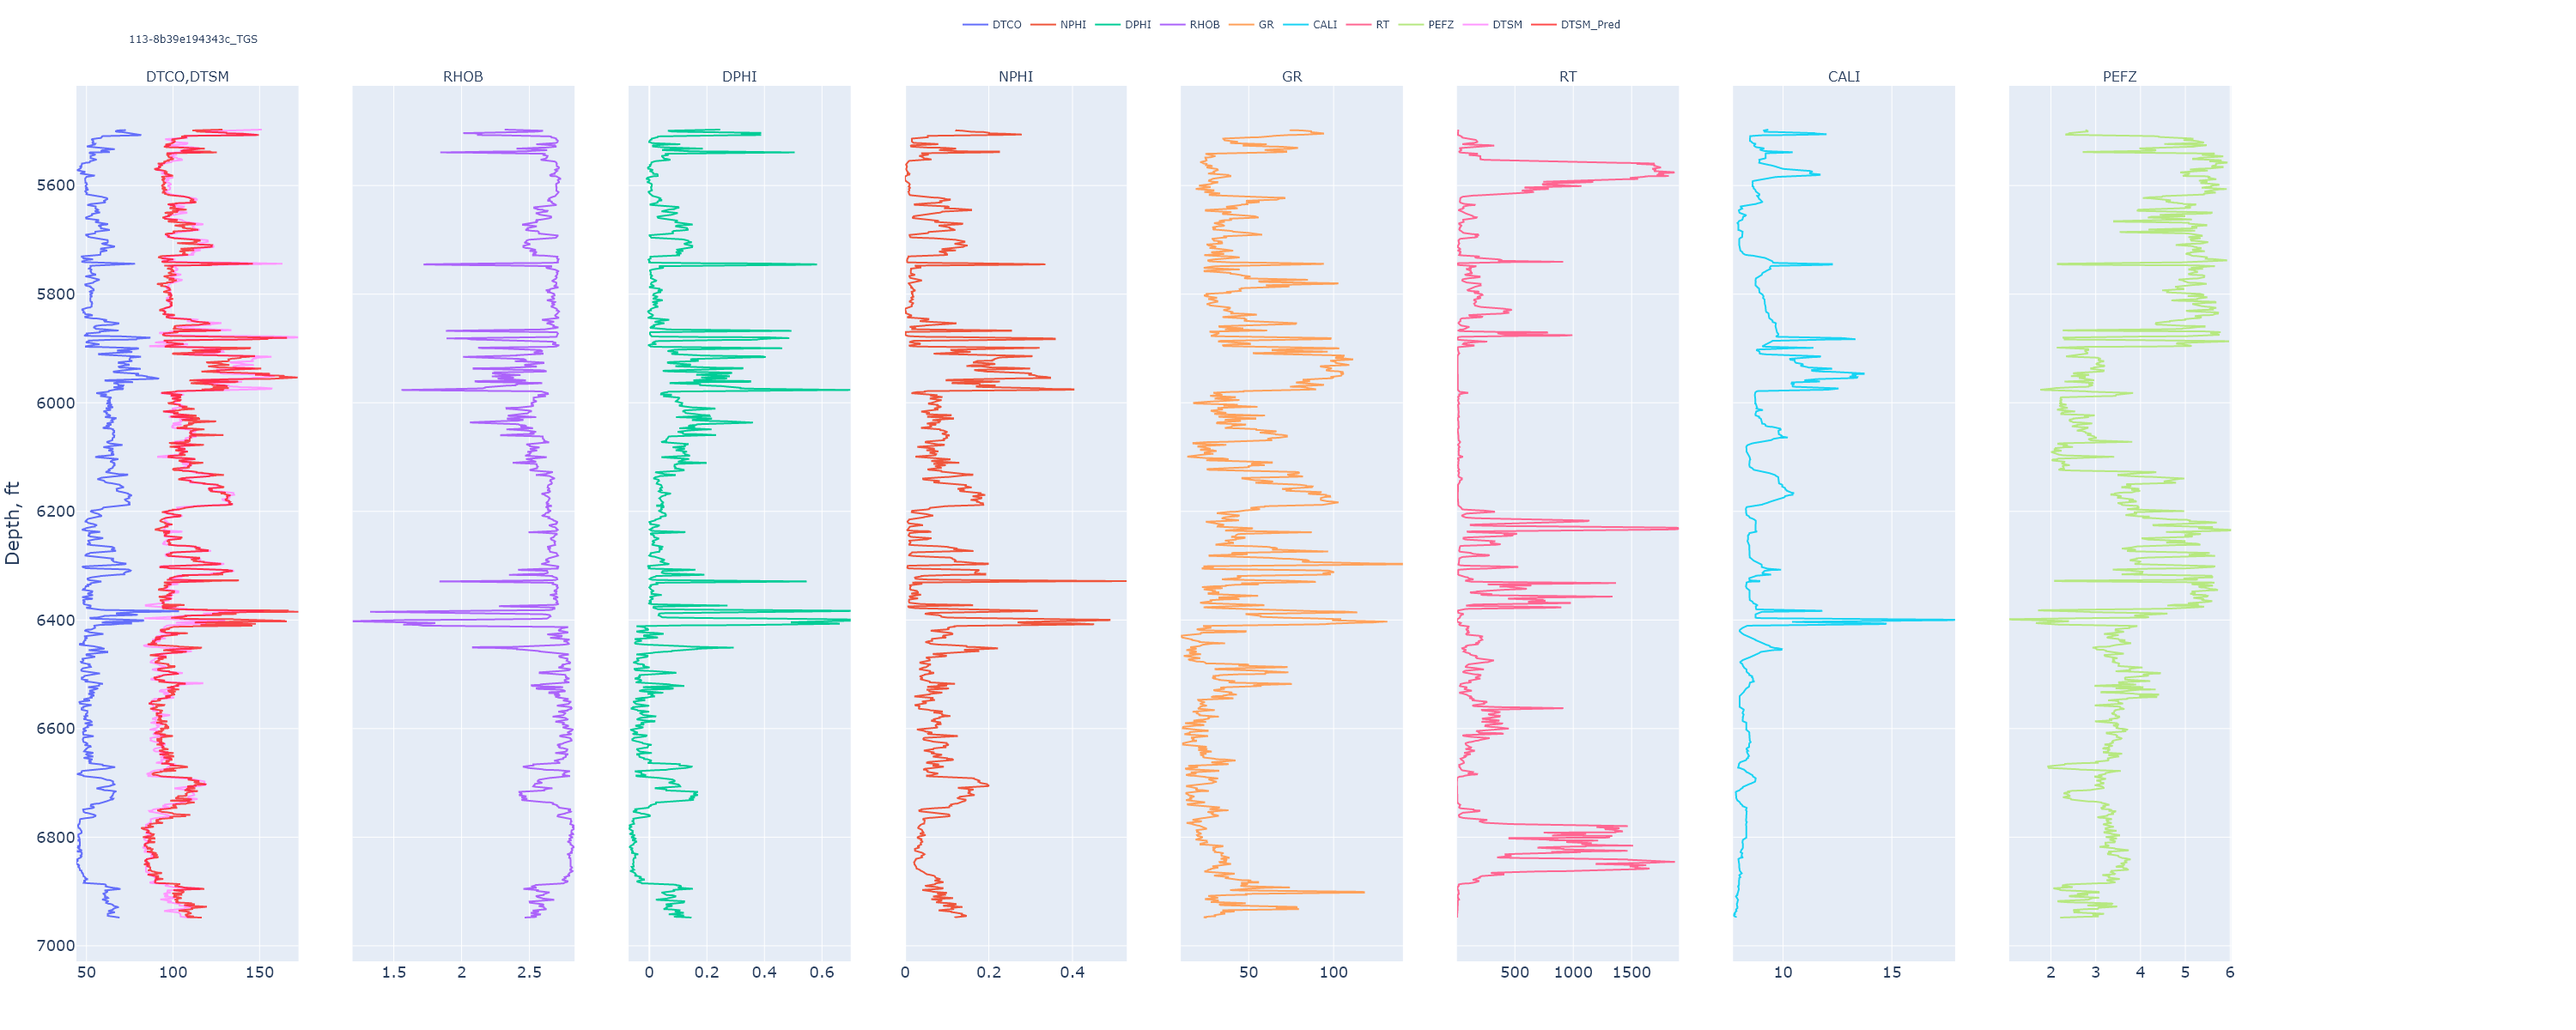 DTCO NPHI DPHI RHOB GR CALI RT PEFZ DTSM DTSM_Pred
113-8b39e194343c_TGS
DTCO,DTSM RHOB DPHI NPHI GR RT CALI PEFZ
Depth, ft
5600
5800
6000
6200
6400
6600
6800
7000
50 100 150 1.5 2 2.5 0 0.2 0.4 0.6 0 0.2 0.4 50 100 500 1000 1500 10 15 2 3 4 5 6